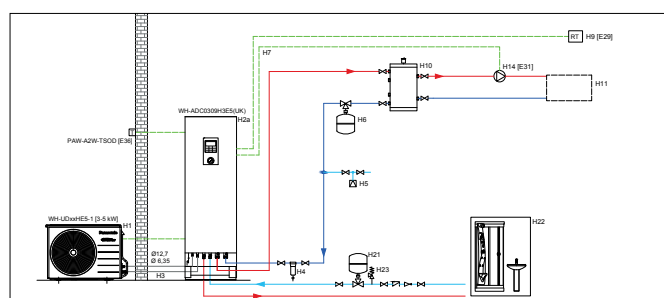 RT
H9 [E29]
H7
H10
H14 [E31]
H11
WH-ADC0309H3E5(UK)
H2a
H6
PAW-A2W-TSOD [E36]
T
H5
WH-UDxxHE5-1 [3-5 kW]
H1
H22
Panasonic
Ø12,7
Ø 6,35
H21
H23
H3
H4